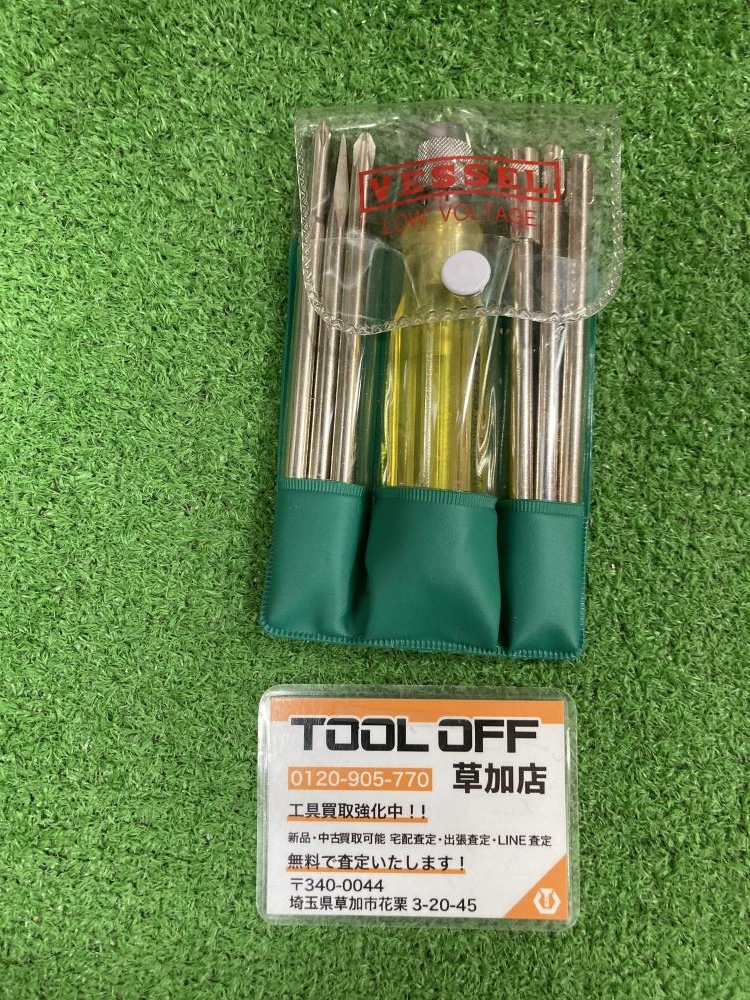 VESSEL
LOW VOLTAGE
TOOL OFF
0120-905-770 草加店
工具買取強化中!!
新品・中古買取可能 宅配査定・出張査定・LINE査定
無料で査定いたします!
〒340-0044
埼玉県草加市花栗 3-20-45